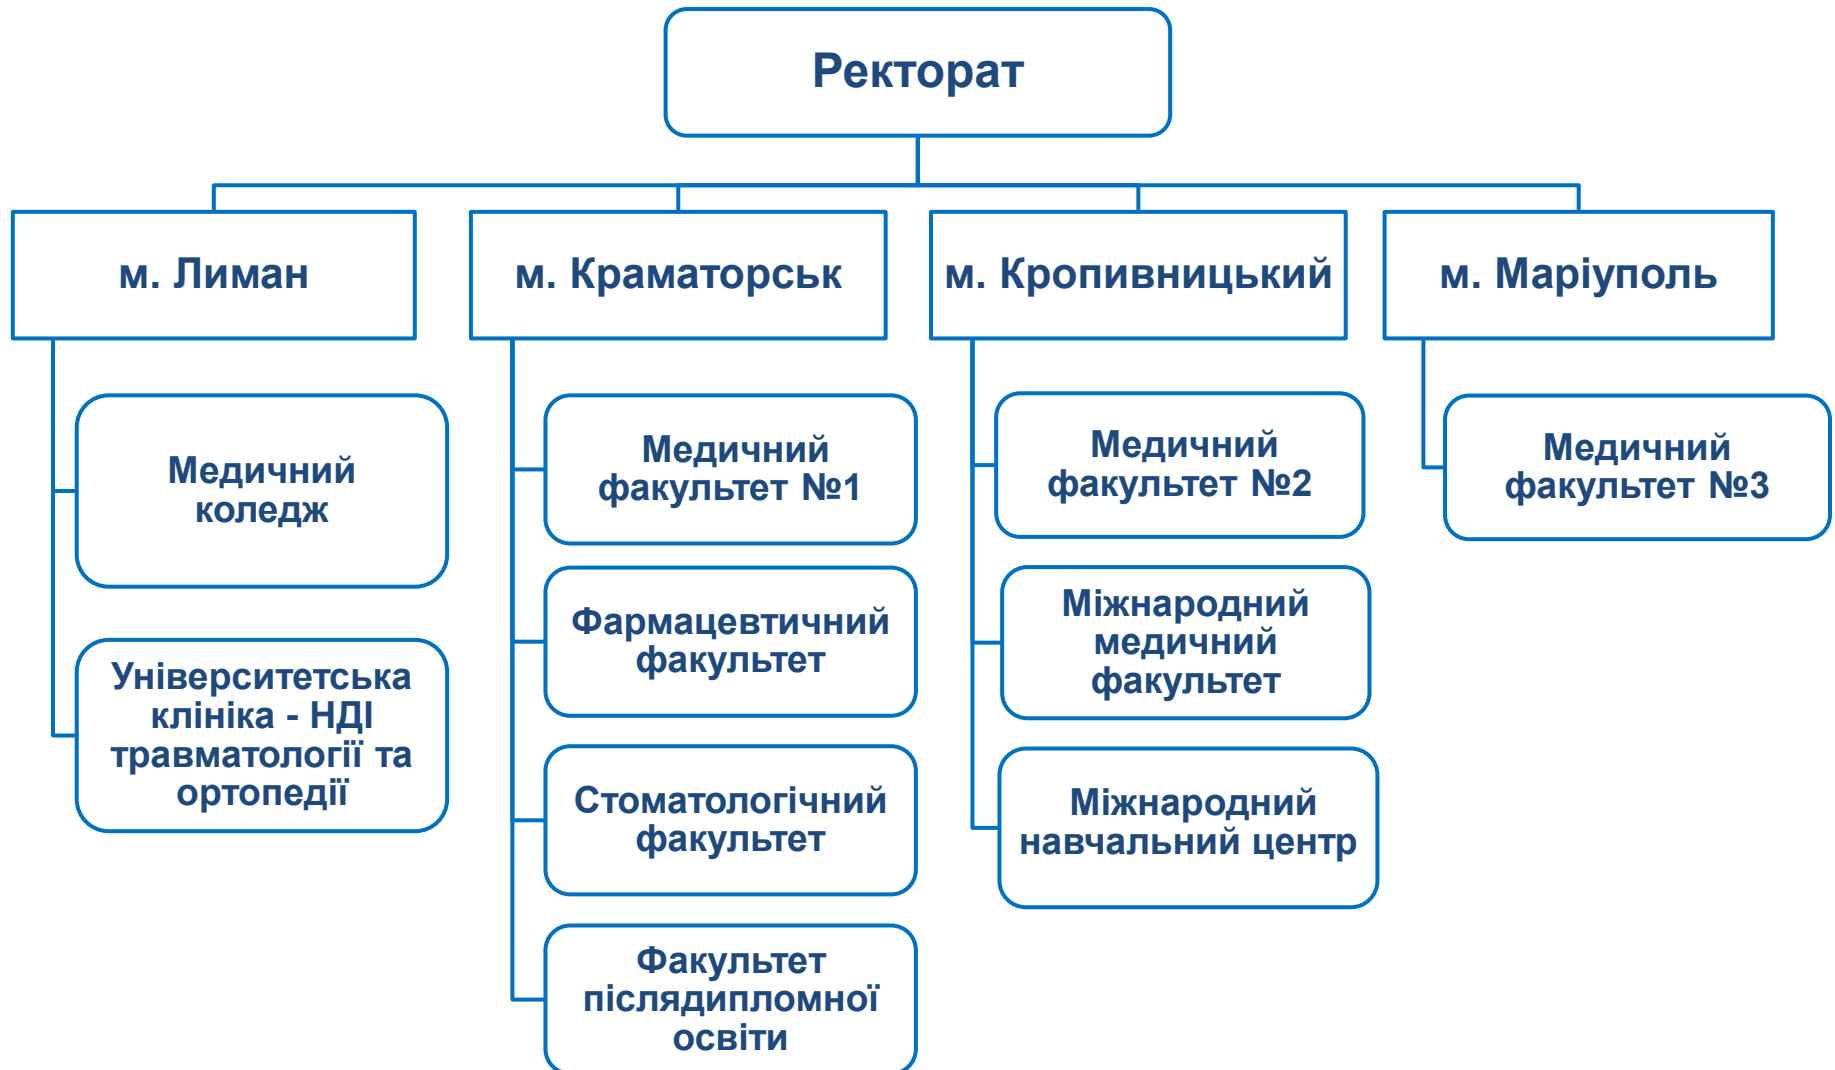 Ректорат
м. Лиман
м. Краматорськ
м. Кропивницький
м. Маріуполь
Медичний
коледж
Університетська
клініка - НДІ
травматології та
ортопедії
Медичний
факультет №1
Фармацевтичний
факультет
Стоматологічний
факультет
Факультет
післядипломної
освіти
Медичний
факультет №2
Міжнародний
медичний
факультет
Міжнародний
навчальний центр
Медичний
факультет №3